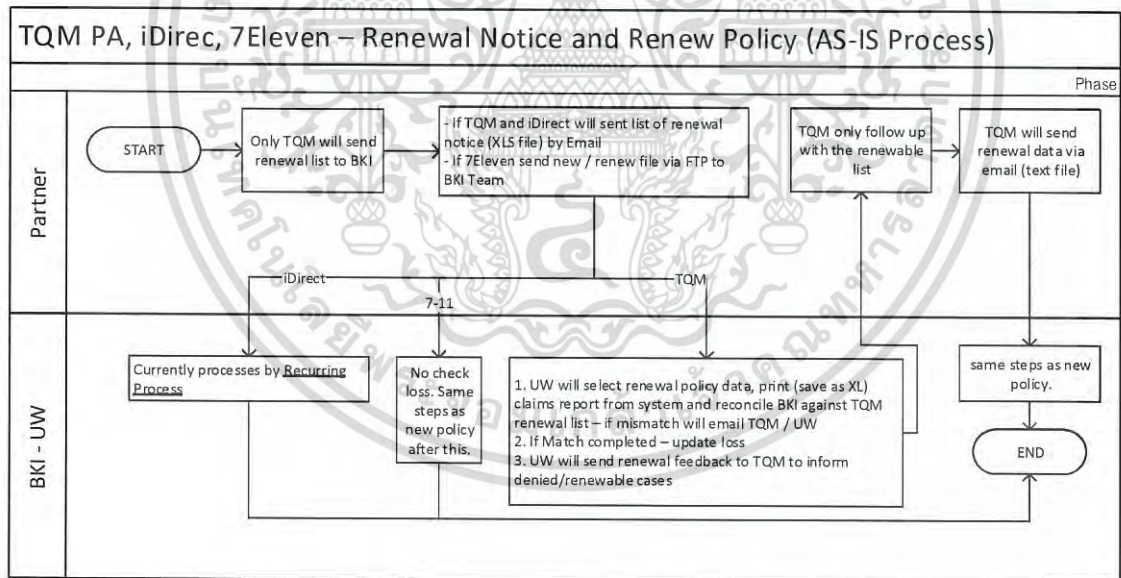 TQM PA, iDirec, 7Eleven – Renewal Notice and Renew Policy (AS-IS Process)
Phase
Partner
START
Only TQM will send
renewal list to BKI
- If TQM and iDirect will sent list of renewal
notice (XLS file) by Email
- If 7Eleven send new / renew file via FTP to
BKI Team
TQM only follow up
with the renewable
list
TQM will send
renewal data via
email (text file)
iDirect
7-11
TQM
BKI - UW
Currently processes by Recurring
Process
No check
loss. Same
steps as
new policy
after this.
1. UW will select renewal policy data, print (save as XL)
claims report from system and reconcile BKI against TQM
renewal list – if mismatch will email TQM / UW
2. If Match completed – update loss
3. UW will send renewal feedback to TQM to inform
denied/renewable cases
same steps as new
policy.
END